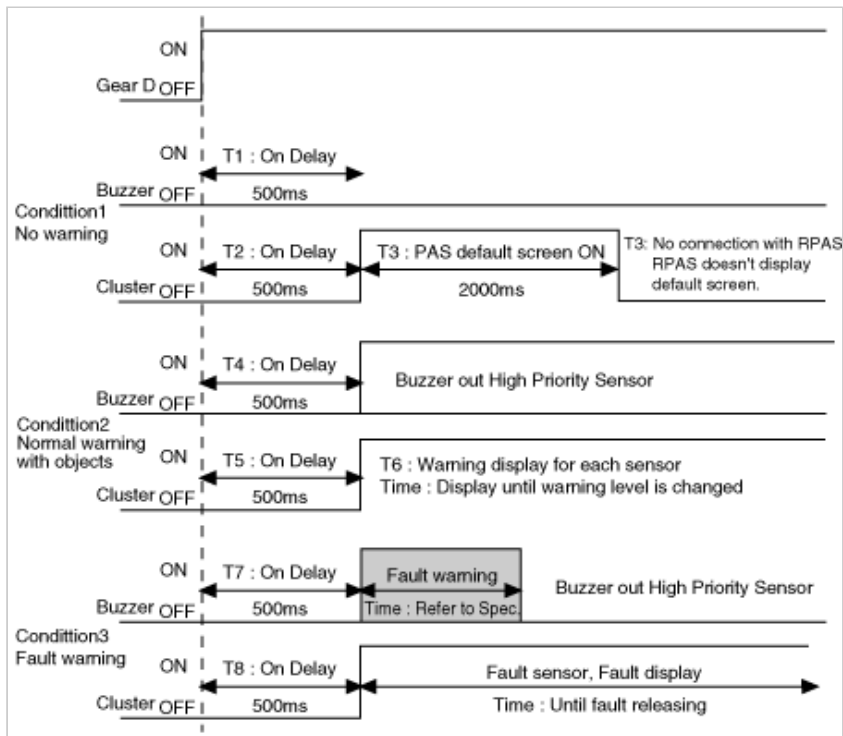 ON
Gear D OFF
ON
T1 : On Delay
Buzzer OFF
500ms
Condittion1
No warning
ON
T2 : On Delay
T3 : PAS default screen ON
T3: No connection with RPAS
RPAS doesn't display
default screen.
Cluster OFF
500ms
2000ms
ON
T4 : On Delay
Buzzer out High Priority Sensor
Buzzer OFF
500ms
Condittion2
Normal warning
with objects
ON
T5 : On Delay
T6 : Warning display for each sensor
Time : Display until warning level is changed
Cluster OFF
500ms
ON
T7 : On Delay
Fault warning
Buzzer out High Priority Sensor
Buzzer OFF
500ms
Time : Refer to Spec.
Condittion3
Fault warning
ON
T8 : On Delay
Fault sensor, Fault display
Cluster OFF
500ms
Time : Until fault releasing